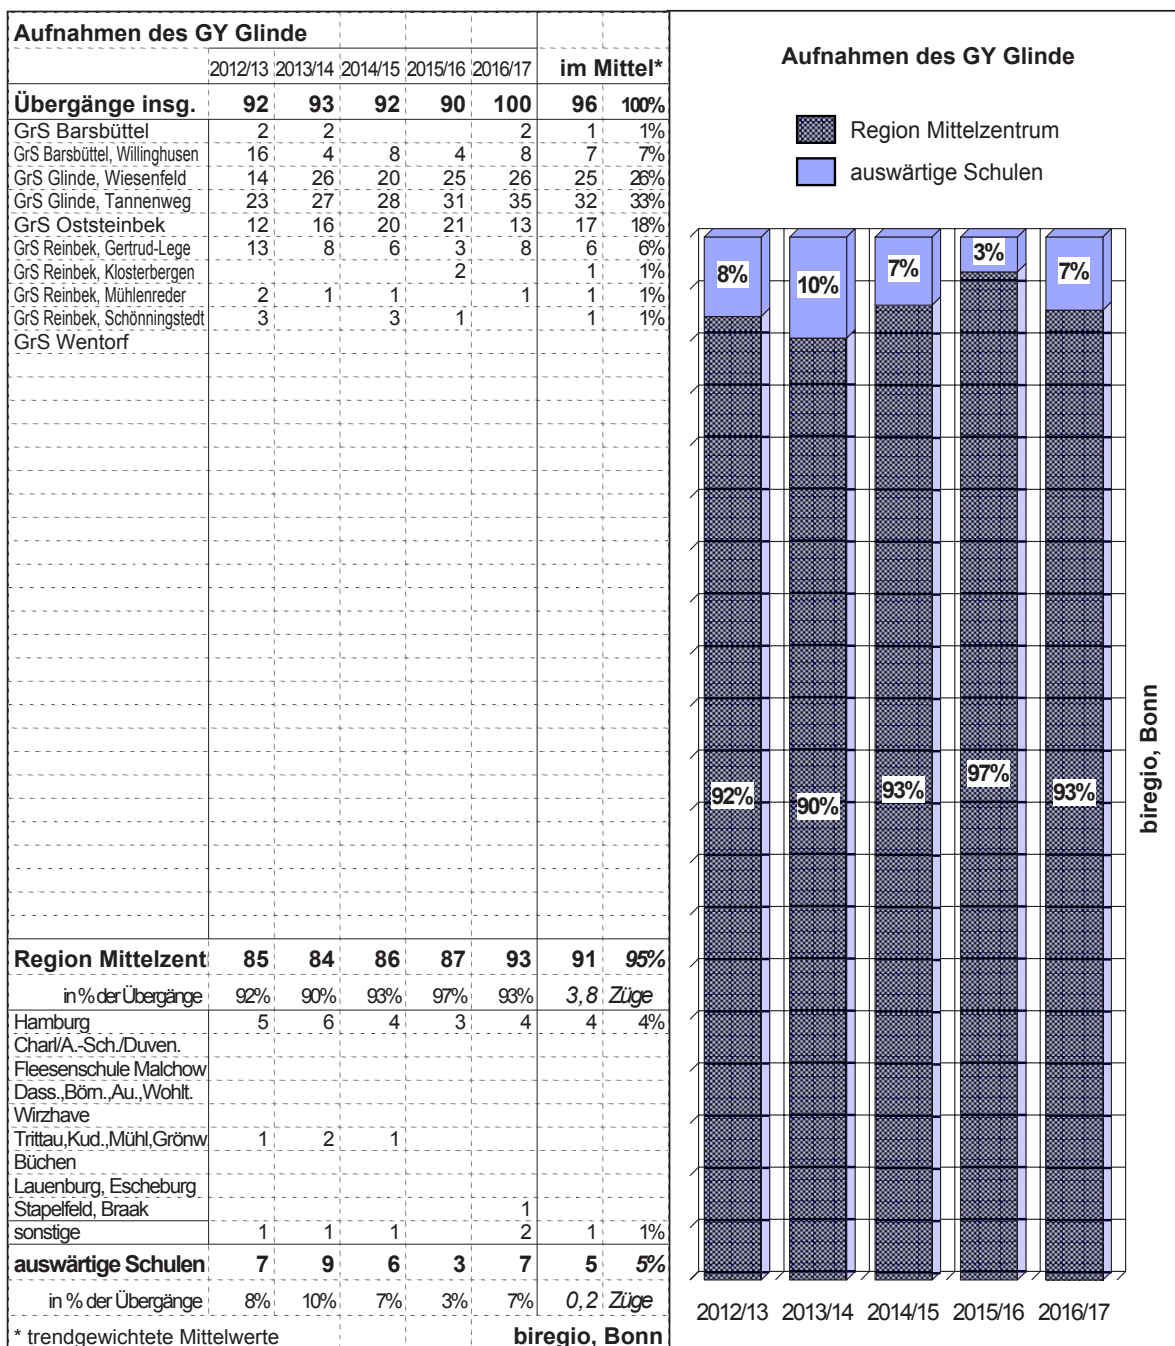 Aufnahmen des GY Glinde
2012/13 2013/14 2014/15 2015/16 2016/17 im Mittel*
Übergänge insg. 92 93 92 90 100 96 100%
GrS Barsbüttel 2 2 2 1 1%
GrS Barsbüttel, Willinghusen 16 4 8 4 8 7 7%
GrS Glinde, Wiesenfeld 14 26 20 25 26 25 26%
GrS Glinde, Tannenweg 23 27 28 31 35 32 33%
GrS Oststeinbek 12 16 20 21 13 17 18%
GrS Reinbek, Gertrud-Lege 13 8 6 3 8 6 6%
GrS Reinbek, Klosterbergen 2 1 1%
GrS Reinbek, Mühlenreder 2 1 1 1 1 1%
GrS Reinbek, Schönningstedt 3 3 1 1 1%
GrS Wentorf
Region Mittelzent 85 84 86 87 93 91 95%
in % der Übergänge 92% 90% 93% 97% 93% 3,8 Züge
Hamburg 5 6 4 3 4 4 4%
Charl/A.-Sch./Duven.
Fleesenschule Malchow
Dass.,Börn.,Au.,Wohlt.
Wirzhave
Trittau,Kud.,Mühl,Grönw 1 2 1
Büchen
Lauenburg, Escheburg
Stapelfeld, Braak 1
sonstige 1 1 1 2 1 1%
auswärtige Schulen 7 9 6 3 7 5 5%
in % der Übergänge 8% 10% 7% 3% 7% 0,2 Züge
* trendgewichtete Mittelwerte biregio, Bonn
Aufnahmen des GY Glinde
Region Mittelzentrum
auswärtige Schulen
8% 10% 7% 3% 7%
92% 90% 93% 97% 93%
2012/13 2013/14 2014/15 2015/16 2016/17
biregio, Bonn